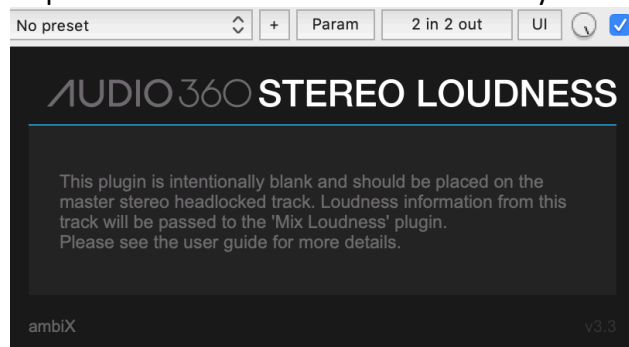 No preset + Param 2 in 2 out UI
AUDIO360 STEREO LOUDNESS
This plugin is intentionally blank and should be placed on the
master stereo headlocked track. Loudness information from this
track will be passed to the 'Mix Loudness' plugin.
Please see the user guide for more details.
ambiX v3.3